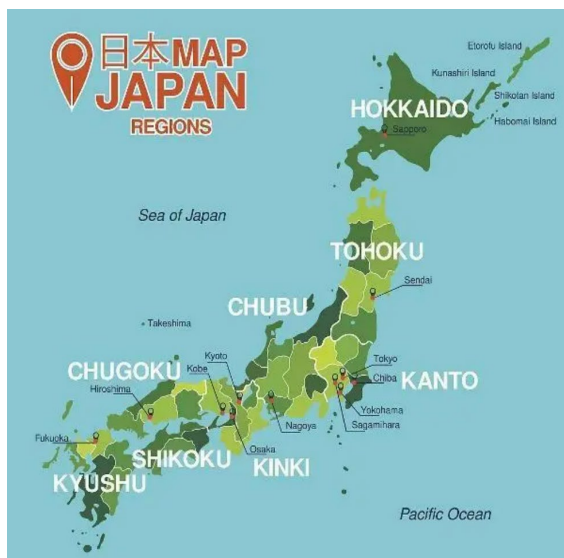 日本MAP
JAPAN
REGIONS
Etorofu Island
Kunashiri Island
Shikotan Island
Habomai Island
HOKKAIDO
Sapporo
Sea of Japan
TOHOKU
Sendai
CHUBU
Takeshima
Kyoto
Tokyo
CHUGOKU
Kobe
Chiba
KANTO
Hiroshima
Yokohama
Nagoya
Sagamihara
Fukuoka
Osaka
SHIKOKU
KINKI
KYUSHU
Pacific Ocean